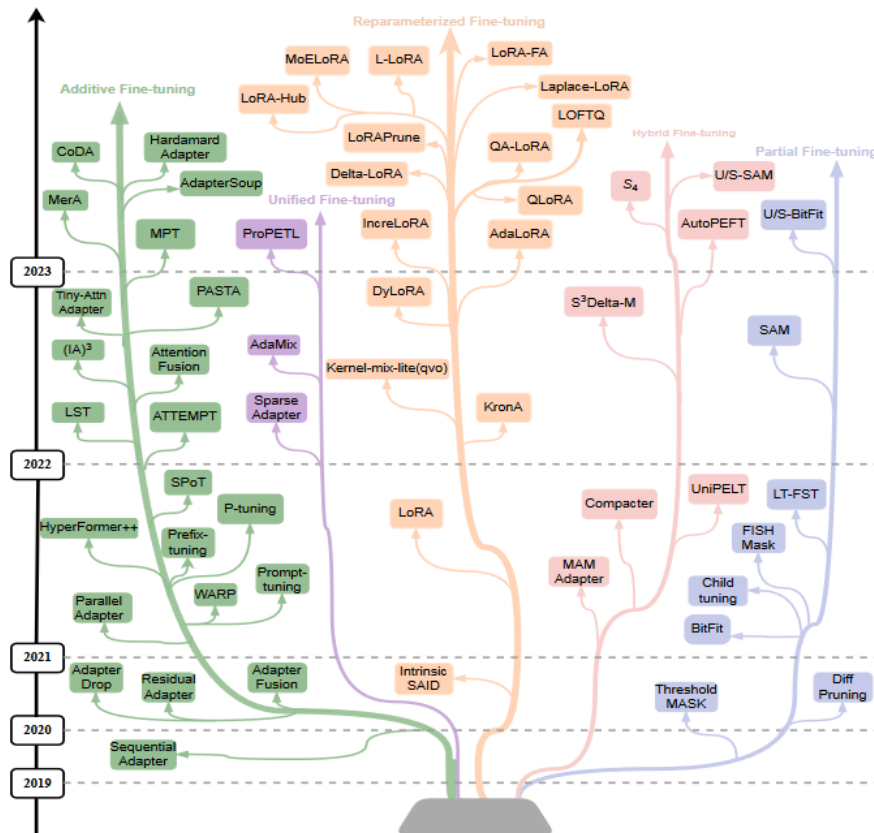 Reparameterized Fine-tuning
MoELoRA
L-LoRA
LoRA-FA
Additive Fine-tuning
LoRA-Hub
Laplace-LoRA
LOFTQ
CoDA
Hardamard
Adapter
LoRAPrune
QA-LoRA
Hybrid Fine-tuning
Partial Fine-tuning
AdapterSoup
Delta-LoRA
QLoRA
S₄
U/S-SAM
MerA
Unified Fine-tuning
U/S-BitFit
MPT
ProPETL
IncreLoRA
AdaLoRA
AutoPEFT
2023
Tiny-Attn
Adapter
PASTA
DyLoRA
S³Delta-M
(IA)³
Attention
Fusion
AdaMix
SAM
Kernel-mix-lite(qvo)
LST
ATTEMPT
Sparse
Adapter
KronA
2022
SPoT
UniPELT
LT-FST
P-tuning
LoRA
Compacter
HyperFormer++
Prefix-
tuning
FISH
Mask
WARP
Prompt-
tuning
MAM
Adapter
Child
tuning
Parallel
Adapter
BitFit
2021
Adapter
Drop
Residual
Adapter
Adapter
Fusion
Intrinsic
SAID
Threshold
MASK
Diff
Pruning
2020
Sequential
Adapter
2019